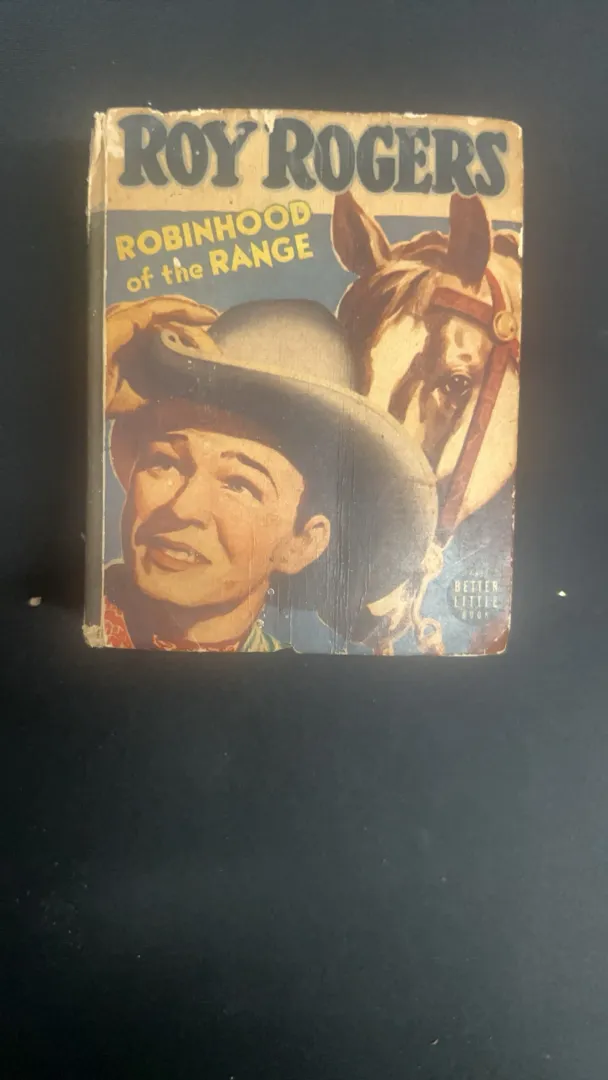 ROY ROGERS
ROBINHOOD
of the RANGE
BETTER
LITTLE
BOOK